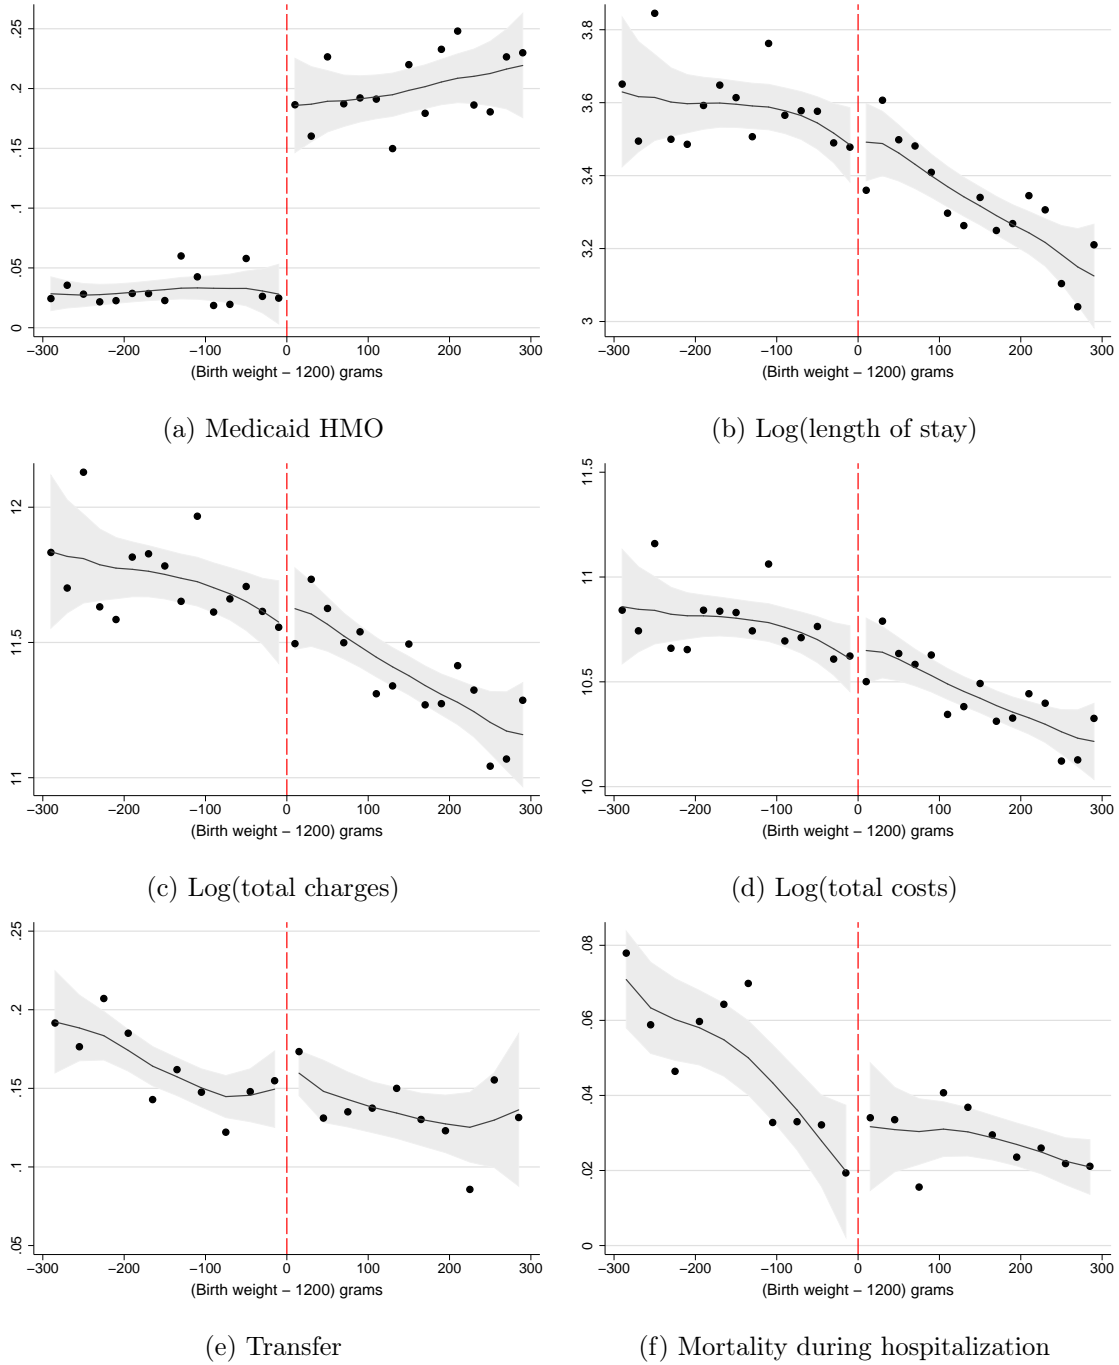 .25
.2
.15
.1
.05
0
−300 −200 −100 0 100 200 300
(Birth weight − 1200) grams
(a) Medicaid HMO
3.8
3.6
3.4
3.2
3
−300 −200 −100 0 100 200 300
(Birth weight − 1200) grams
(b) Log(length of stay)
12
11.5
11
−300 −200 −100 0 100 200 300
(Birth weight − 1200) grams
(c) Log(total charges)
11.5
11
10.5
10
−300 −200 −100 0 100 200 300
(Birth weight − 1200) grams
(d) Log(total costs)
.25
.2
.15
.1
.05
−300 −200 −100 0 100 200 300
(Birth weight − 1200) grams
(e) Transfer
.08
.06
.04
.02
0
−300 −200 −100 0 100 200 300
(Birth weight − 1200) grams
(f) Mortality during hospitalization